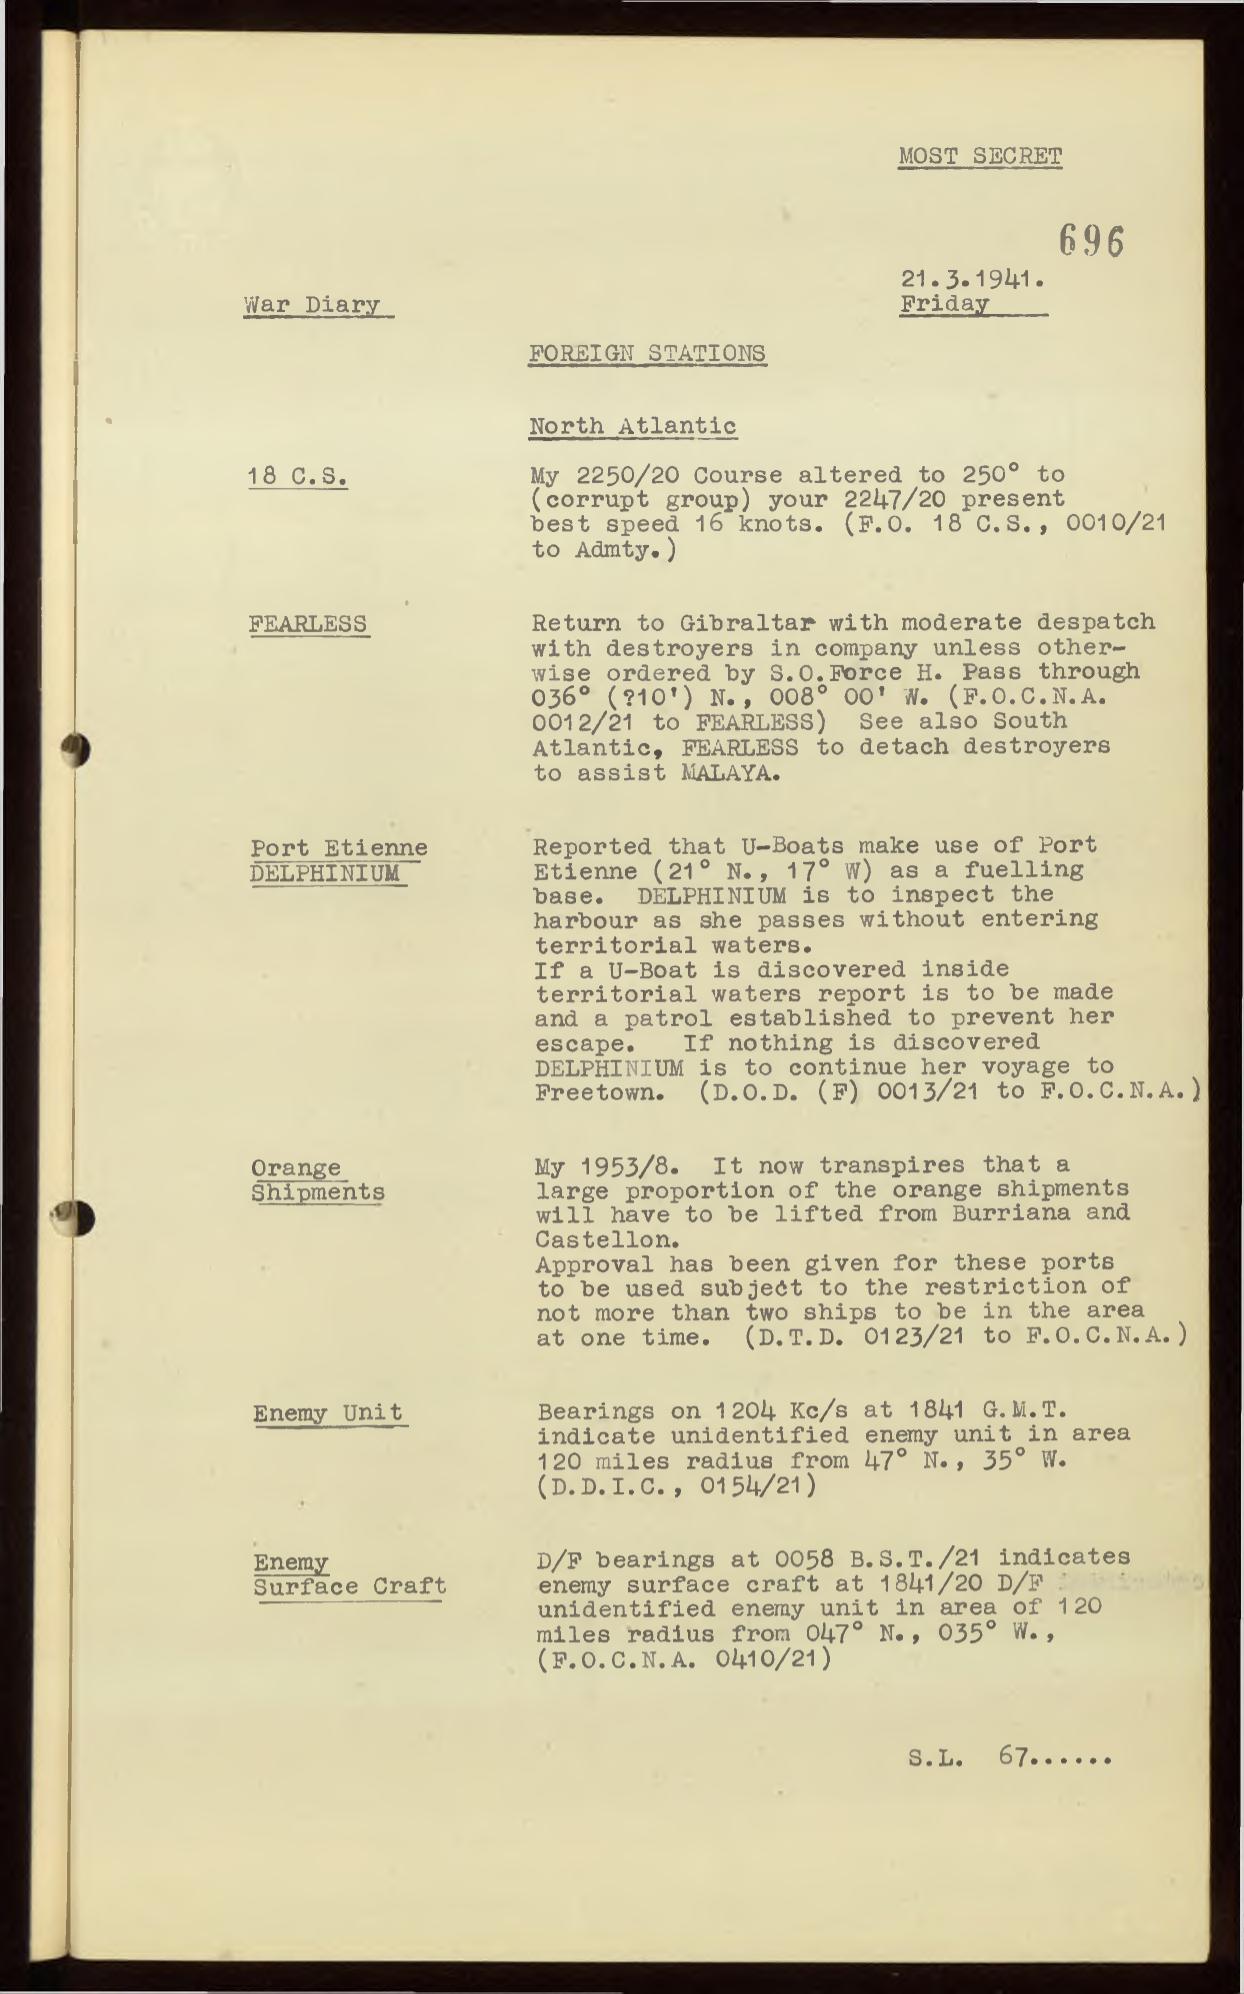 MOST SECRET
696
21.3.1941.
Friday
War Diary
FOREIGN STATIONS
North Atlantic
18 C.S.
My 2250/20 Course altered to 250° to
(corrupt group) your 2247/20 present
best speed 16 knots. (F.O. 18 C.S., 0010/21
to Admty.)
FEARLESS
Return to Gibraltar with moderate despatch
with destroyers in company unless other-
wise ordered by S.O.Force H. Pass through
036° (?10') N., 008° 00' W. (F.O.C.N.A.
0012/21 to FEARLESS) See also South
Atlantic, FEARLESS to detach destroyers
to assist MALAYA.
Port Etienne
DELPHINIUM
Reported that U-Boats make use of Port
Etienne (21° N., 17° W) as a fuelling
base. DELPHINIUM is to inspect the
harbour as she passes without entering
territorial waters.
If a U-Boat is discovered inside
territorial waters report is to be made
and a patrol established to prevent her
escape. If nothing is discovered
DELPHINIUM is to continue her voyage to
Freetown. (D.O.D. (F) 0013/21 to F.O.C.N.A.)
Orange
Shipments
My 1953/8. It now transpires that a
large proportion of the orange shipments
will have to be lifted from Burriana and
Castellon.
Approval has been given for these ports
to be used subject to the restriction of
not more than two ships to be in the area
at one time. (D.T.D. 0123/21 to F.O.C.N.A.)
Enemy Unit
Bearings on 1204 Kc/s at 1841 G.M.T.
indicate unidentified enemy unit in area
120 miles radius from 47° N., 35° W.
(D.D.I.C., 0154/21)
Enemy
Surface Craft
D/F bearings at 0058 B.S.T./21 indicates
enemy surface craft at 1841/20 D/F
unidentified enemy unit in area of 120
miles radius from 047° N., 035° W.,
(F.O.C.N.A. 0410/21)
S.L. 67......